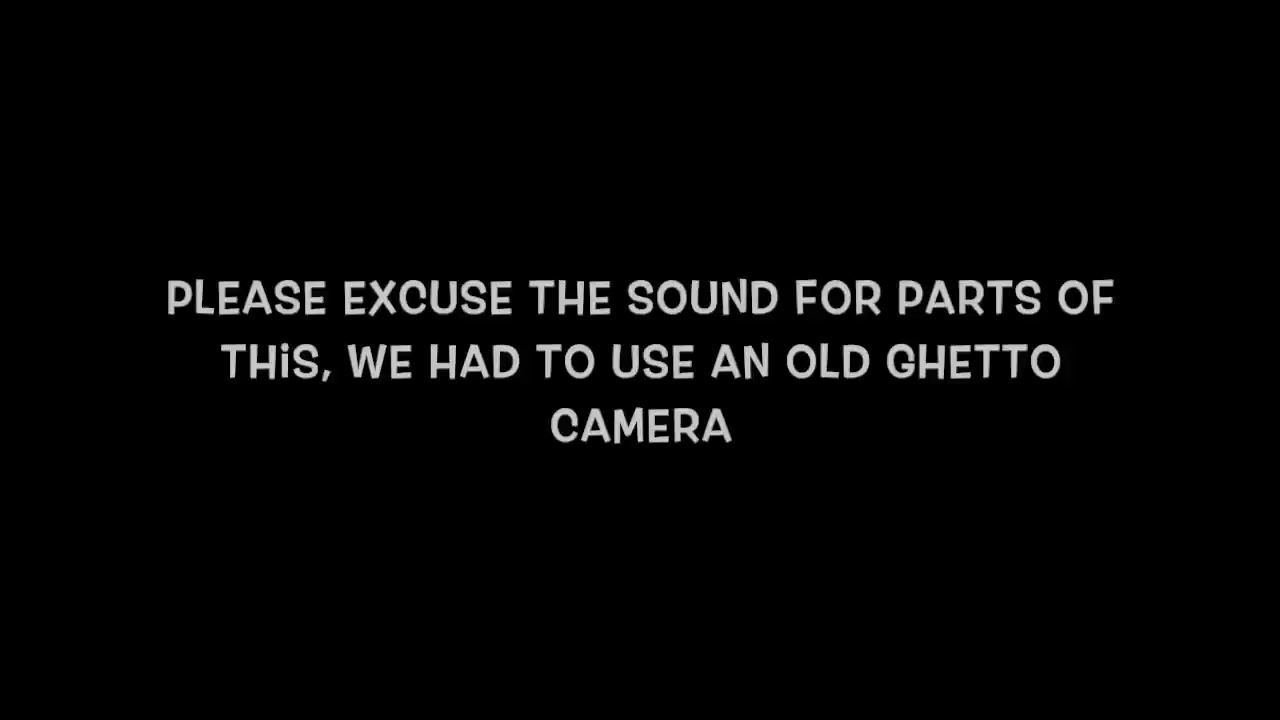 PLEASE EXCUSE THE SOUND FOR PARTS OF
THiS, WE HAD TO USE AN OLD GHETTO
CAMERA